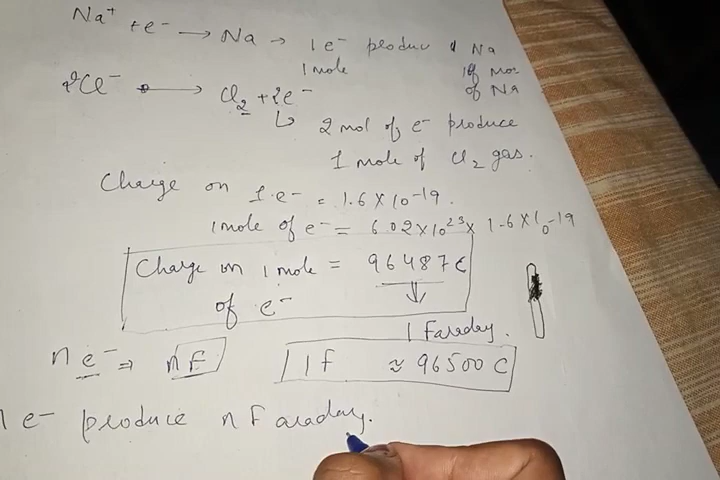 Na⁺ + e⁻ → Na → 1 e⁻ produce 1 Na
1 mole 1 of mole
of Na
2Cl⁻ → Cl₂ + 2e⁻
↳ 2 mol of e⁻ produce
1 mole of Cl₂ gas.
Charge on 1 e⁻ = 1.6 × 10⁻¹⁹.
1 mole of e⁻ = 6.02 × 10²³ × 1.6 × 10⁻¹⁹
Charge on 1 mole = 96487 C
of e⁻
↓
1 Faraday.
n e⁻ ⇒ nF
1 F ≈ 96500 C
e⁻ produce n Faraday.